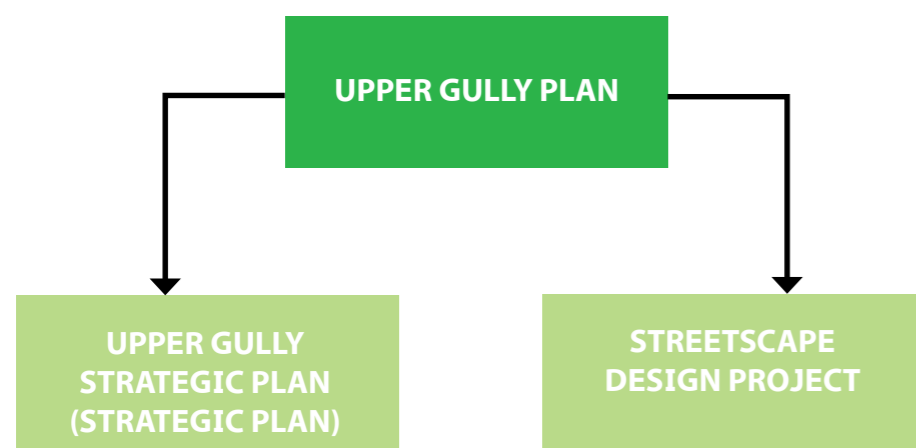 UPPER GULLY PLAN
UPPER GULLY
STRATEGIC PLAN
(STRATEGIC PLAN)
STREETSCAPE
DESIGN PROJECT